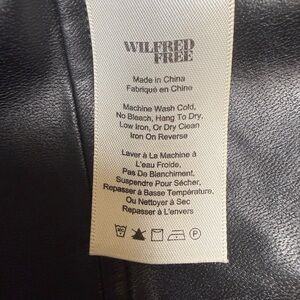 WILFRED
FREE
Made in China
Fabriqué en Chine
Machine Wash Cold,
No Bleach, Hang To Dry,
Low Iron, Or Dry Clean
Iron On Reverse
Laver à La Machine à
L'eau Froide,
Pas De Blanchiment,
Suspendre Pour Sécher,
Repasser à Basse Température,
Ou Nettoyer à Sec
Repasser à L'envers
P